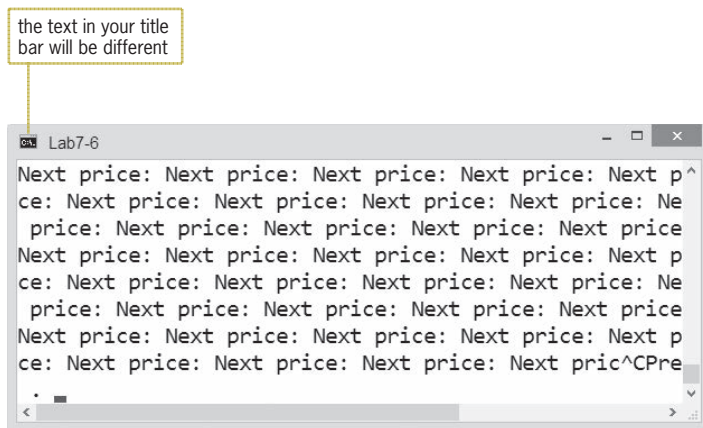 the text in your title
bar will be different
Lab7-6
Next price: Next price: Next price: Next price: Next p
ce: Next price: Next price: Next price: Next price: Ne
price: Next price: Next price: Next price: Next price
Next price: Next price: Next price: Next price: Next p
ce: Next price: Next price: Next price: Next price: Ne
price: Next price: Next price: Next price: Next price
Next price: Next price: Next price: Next price: Next p
ce: Next price: Next price: Next price: Next pric^CPre
.